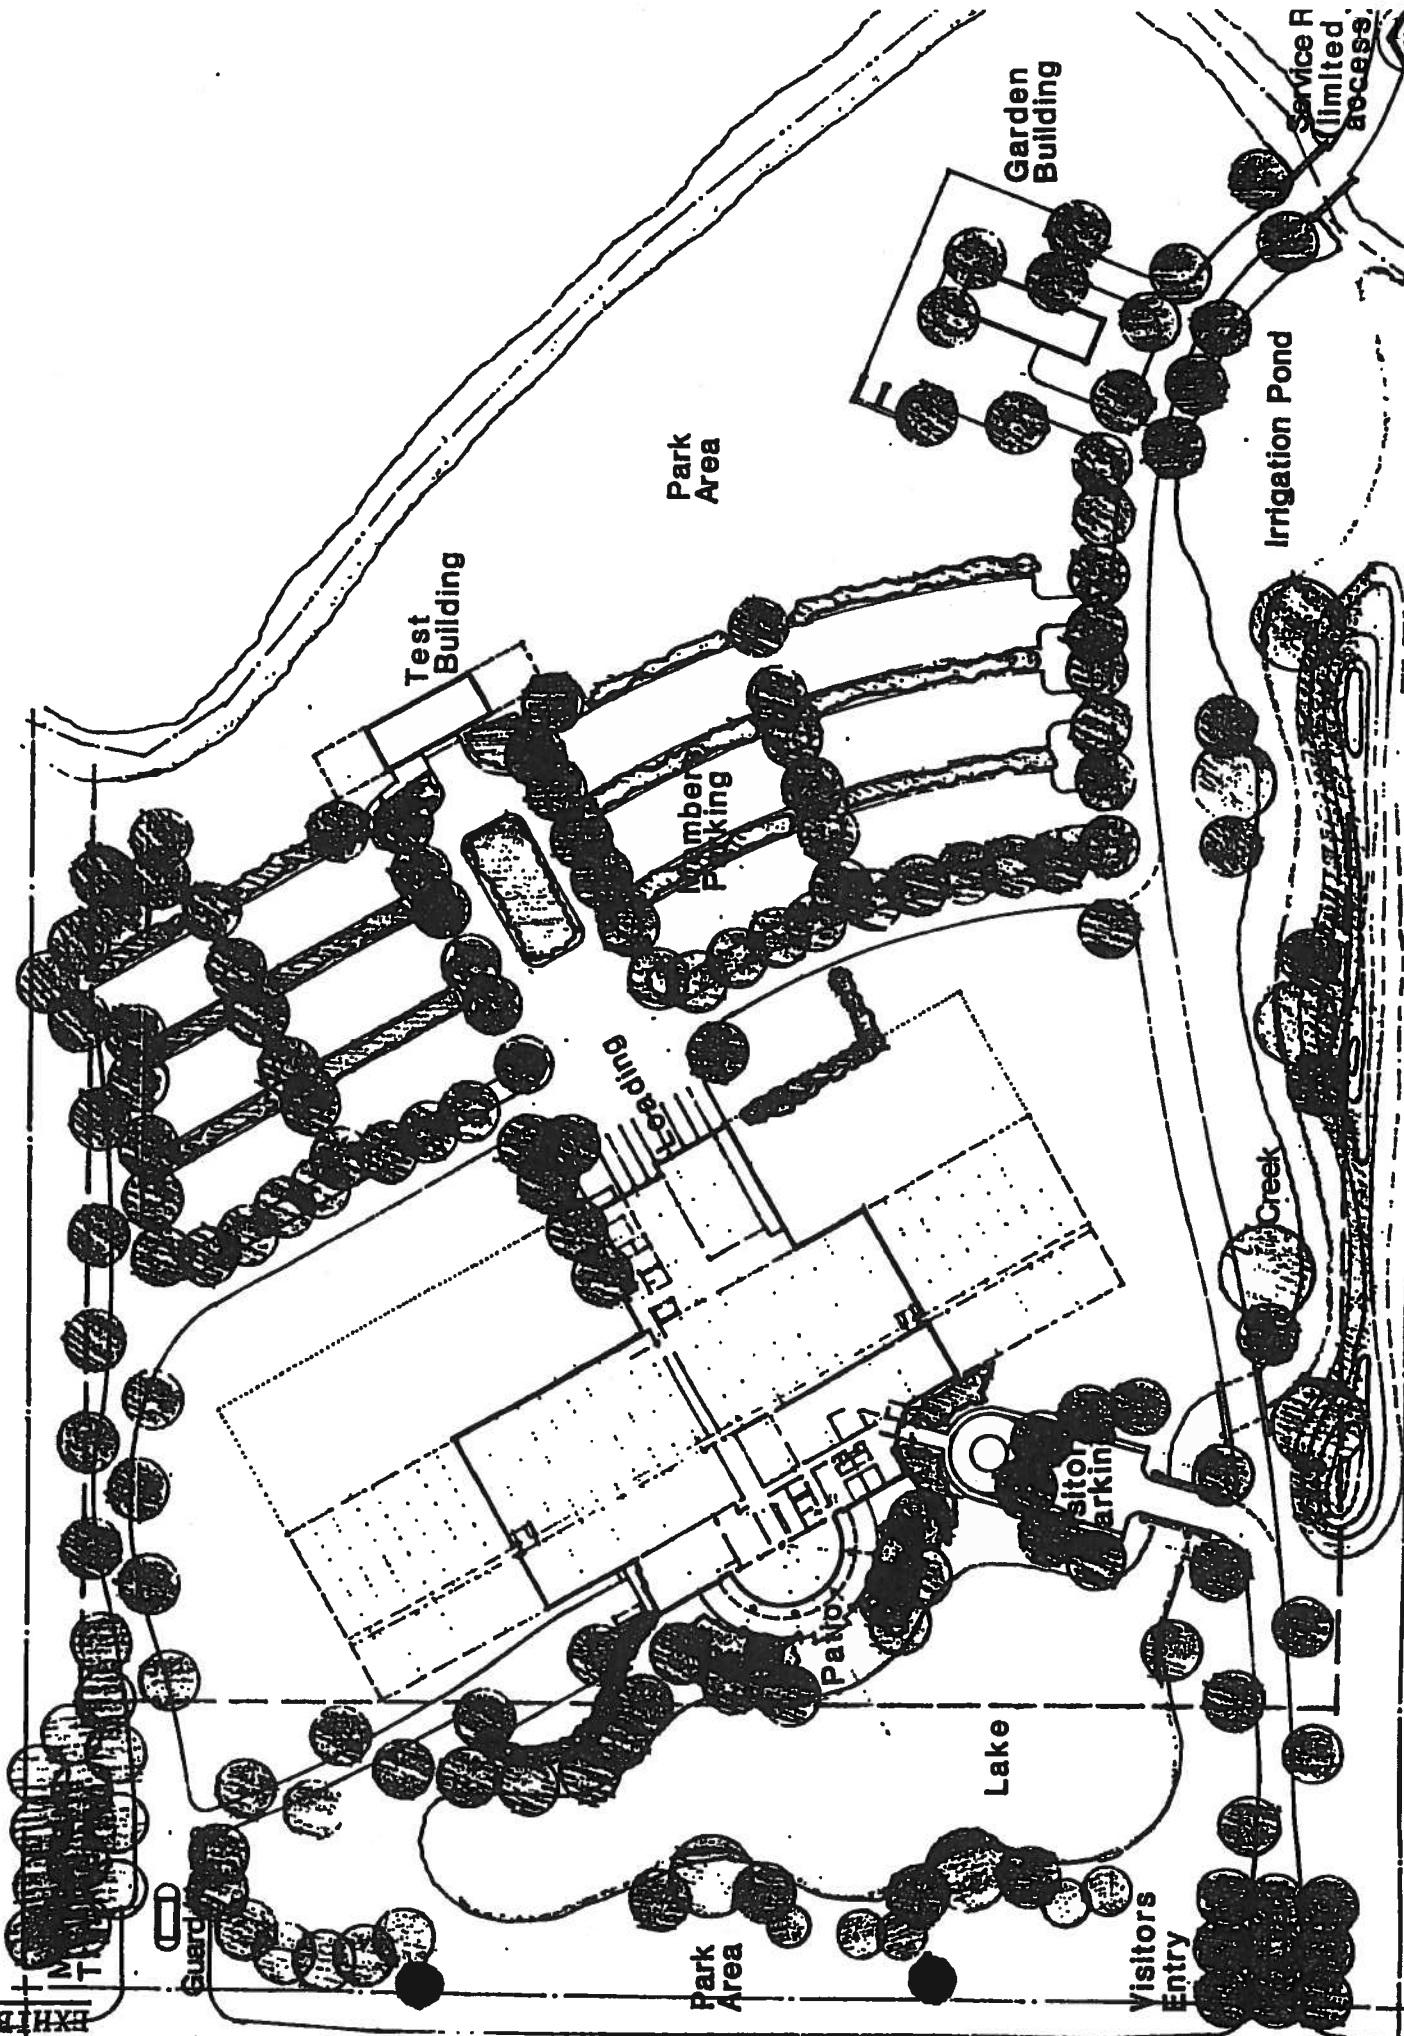 Service R
(limited
access)
Garden
Building
Irrigation Pond
Park
Area
Test
Building
Loading
Creek
Patio
Lake
Guard
Park
Area
Visitors
Entry